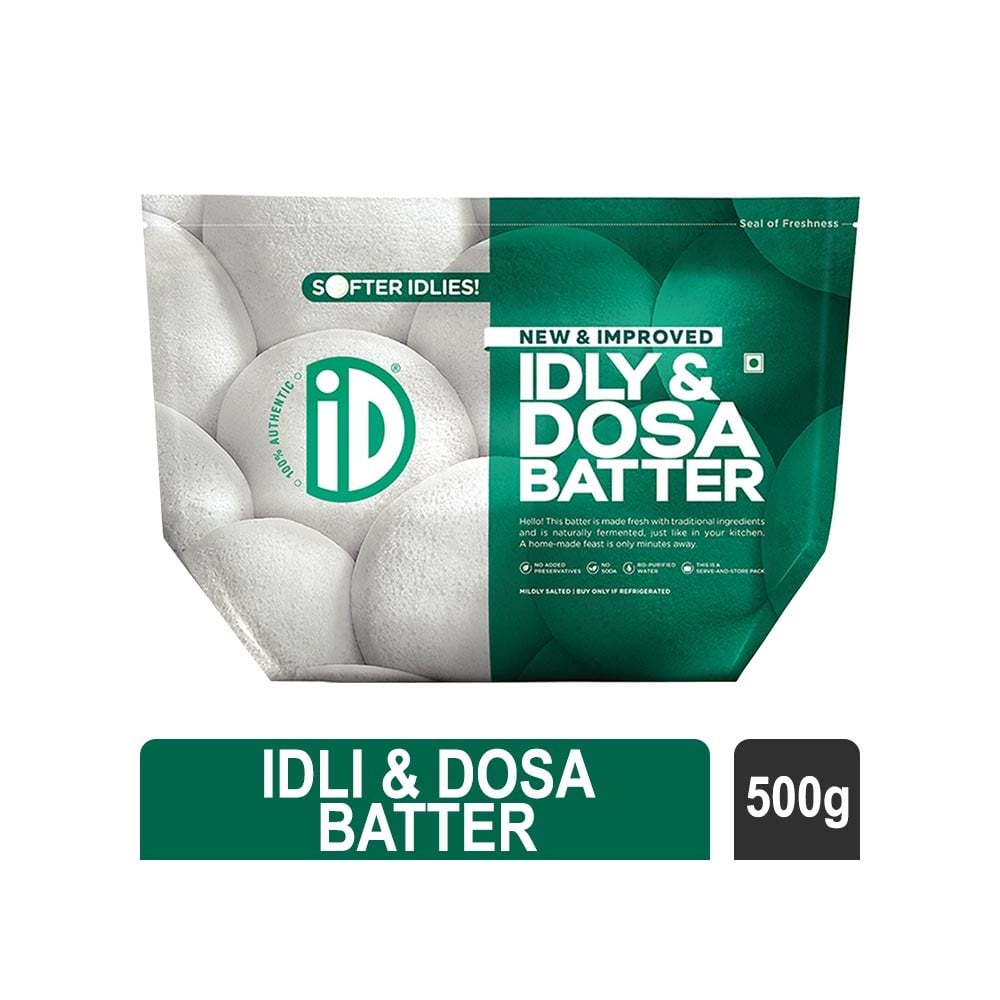 Seal of Freshness
SOFTER IDLIES!
100% AUTHENTIC
iD®
NEW & IMPROVED
IDLY &
DOSA
BATTER
Hello! This batter is made fresh with traditional ingredients
and is naturally fermented, just like in your kitchen.
A home-made feast is only minutes away.
NO ADDED
PRESERVATIVES
NO
SODA
RO-PURIFIED
WATER
THIS IS A
SERVE-AND-STORE PACK
MILDLY SALTED | BUY ONLY IF REFRIGERATED
IDLI & DOSA
BATTER
500g